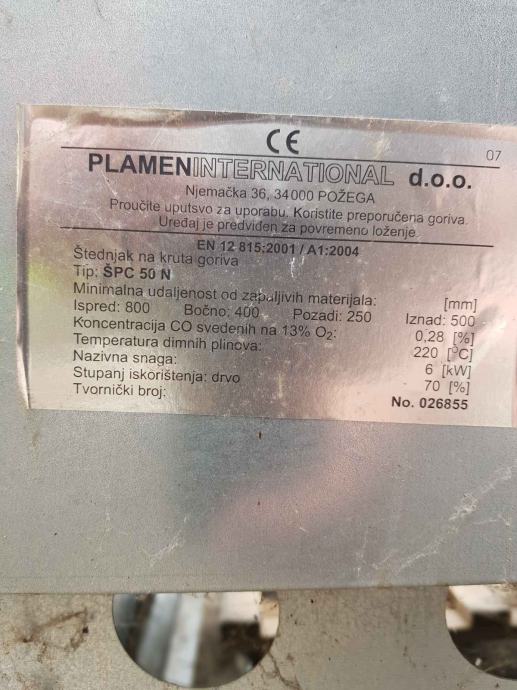 CE
07
PLAMENINTERNATIONAL d.o.o.
Njemačka 36, 34000 POŽEGA
Proučite uputsvo za uporabu. Koristite preporučena goriva.
Uređaj je predviđen za povremeno loženje.
EN 12 815:2001 / A1:2004
Štednjak na kruta goriva
Tip: ŠPC 50 N
Minimalna udaljenost od zapaljivih materijala: [mm]
Ispred: 800 Bočno: 400 Pozadi: 250 Iznad: 500
Koncentracija CO svedenih na 13% O₂: 0,28 [%]
Temperatura dimnih plinova: 220 [°C]
Nazivna snaga: 6 [kW]
Stupanj iskorištenja: drvo 70 [%]
Tvornički broj: No. 026855